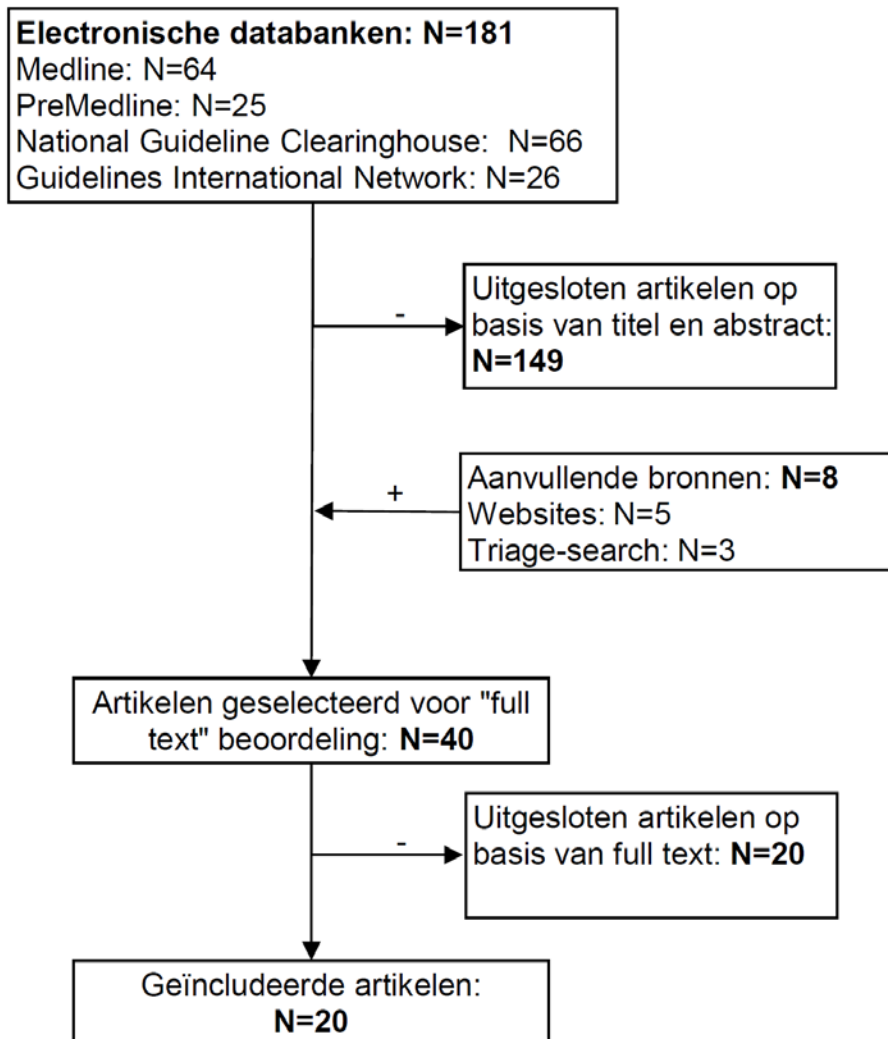 Electronische databanken: N=181
Medline: N=64
PreMedline: N=25
National Guideline Clearinghouse: N=66
Guidelines International Network: N=26
-
Uitgesloten artikelen op
basis van titel en abstract:
N=149
+
Aanvullende bronnen: N=8
Websites: N=5
Triage-search: N=3
Artikelen geselecteerd voor "full
text" beoordeling: N=40
-
Uitgesloten artikelen op
basis van full text: N=20
Geïncludeerde artikelen:
N=20